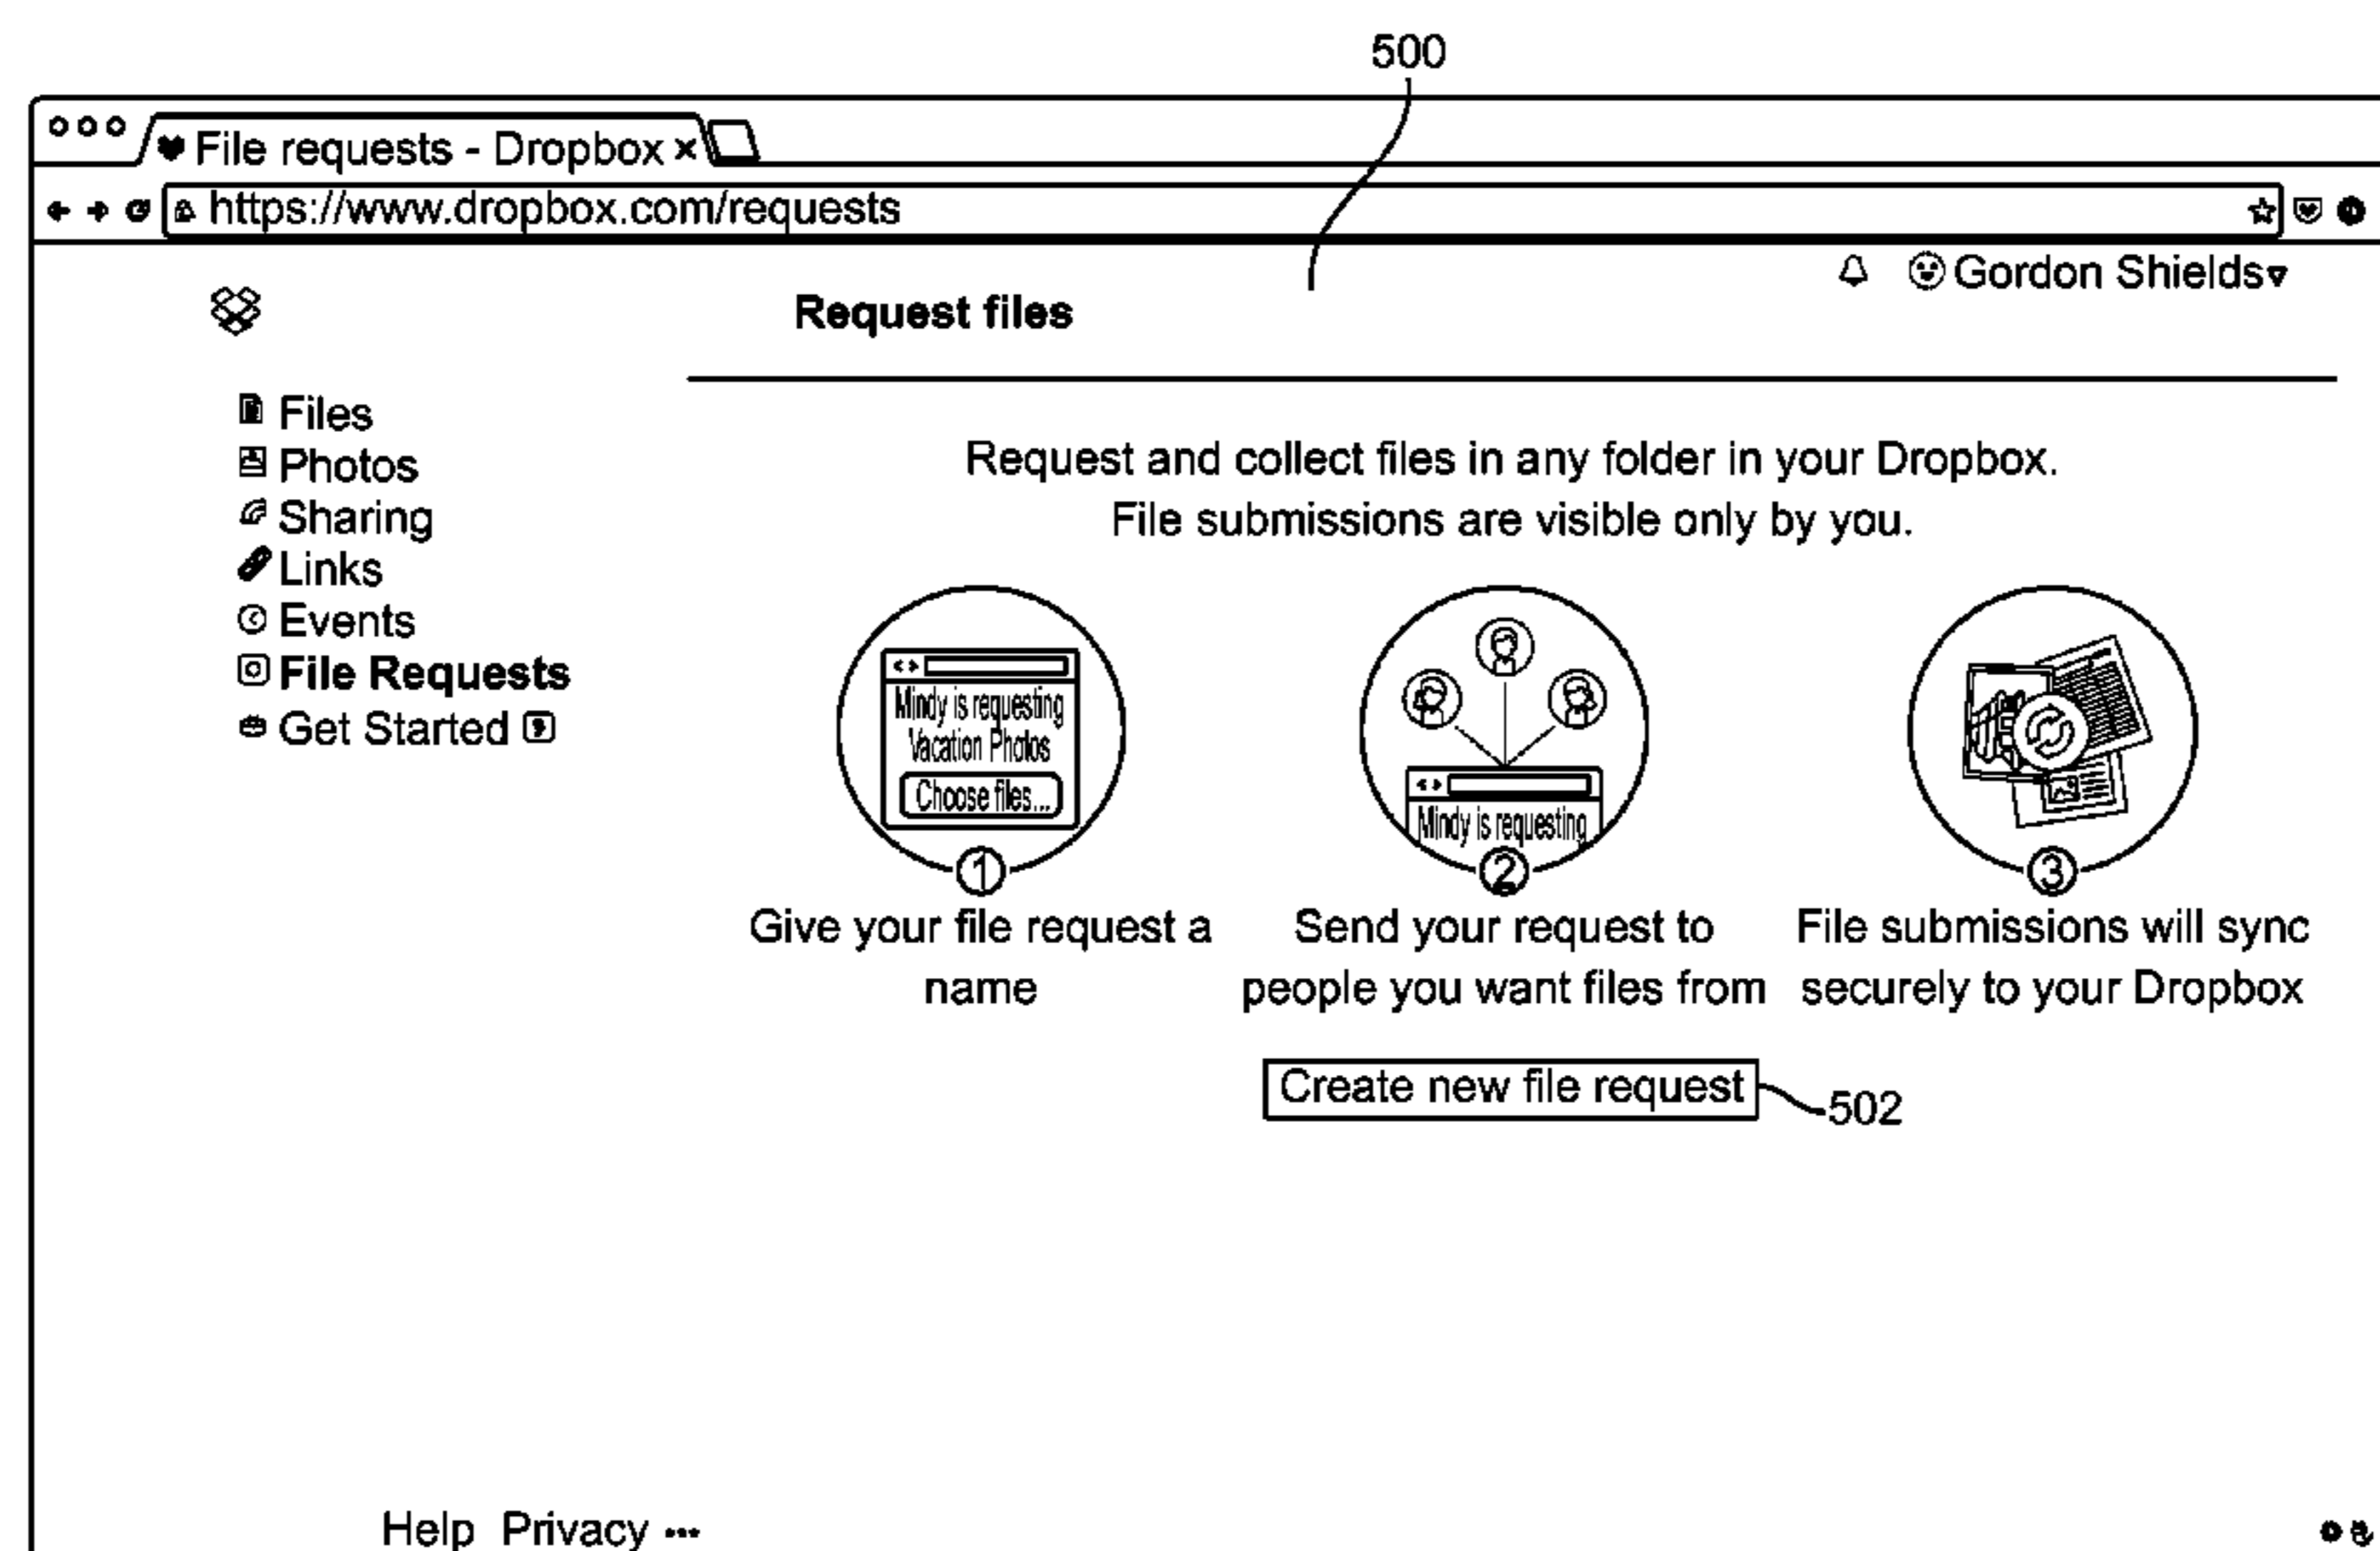 500
File requests - Dropbox ×
https://www.dropbox.com/requests
Gordon Shields
Request files
Files
Photos
Sharing
Links
Events
File Requests
Get Started
Request and collect files in any folder in your Dropbox.
File submissions are visible only by you.
Mindy is requesting
Vacation Photos
Choose files...
1
Give your file request a
name
Mindy is requesting
2
Send your request to
people you want files from
3
File submissions will sync
securely to your Dropbox
Create new file request
502
Help Privacy •••